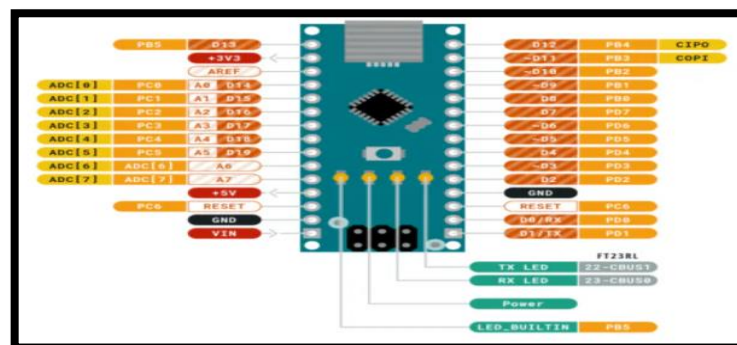 PB5 D13
+3V3
AREF
ADC[0] PC0 A0 D14
ADC[1] PC1 A1 D15
ADC[2] PC2 A2 D16
ADC[3] PC3 A3 D17
ADC[4] PC4 A4 D18
ADC[5] PC5 A5 D19
ADC[6] ADC[6] A6
ADC[7] ADC[7] A7
+5V
PC6 RESET
GND
VIN
D12 PB4 CIPO
~D11 PB3 COPI
~D10 PB2
~D9 PB1
D8 PB0
D7 PD7
~D6 PD6
~D5 PD5
D4 PD4
~D3 PD3
D2 PD2
GND
RESET PC6
D0/RX PD0
D1/TX PD1
FT23RL
TX LED 22-CBUS1
RX LED 23-CBUS0
Power
LED_BUILTIN PB5